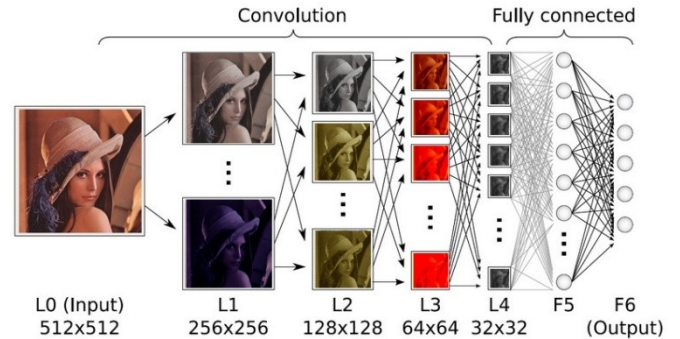 Convolution Fully connected
L0 (Input) L1 L2 L3 L4 F5 F6
512x512 256x256 128x128 64x64 32x32 (Output)